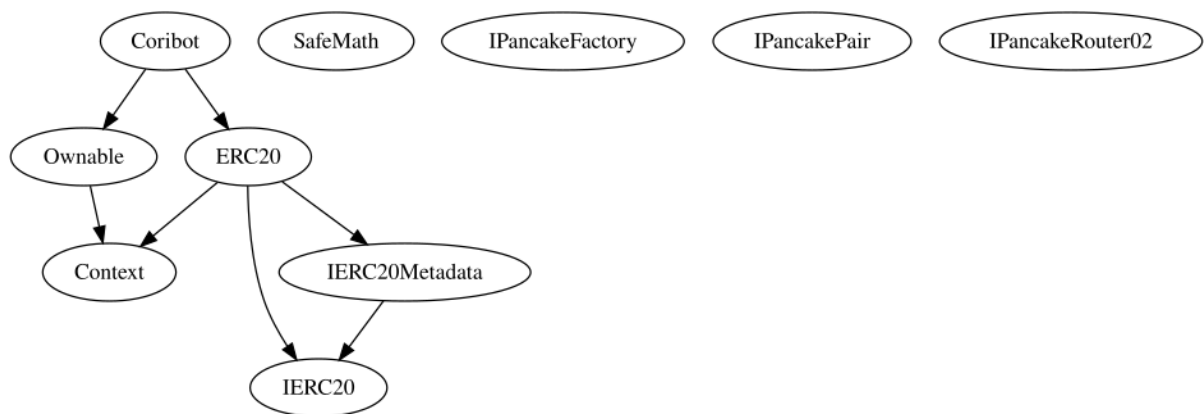 Coribot
SafeMath
IPancakeFactory
IPancakePair
IPancakeRouter02
Ownable
ERC20
Context
IERC20Metadata
IERC20